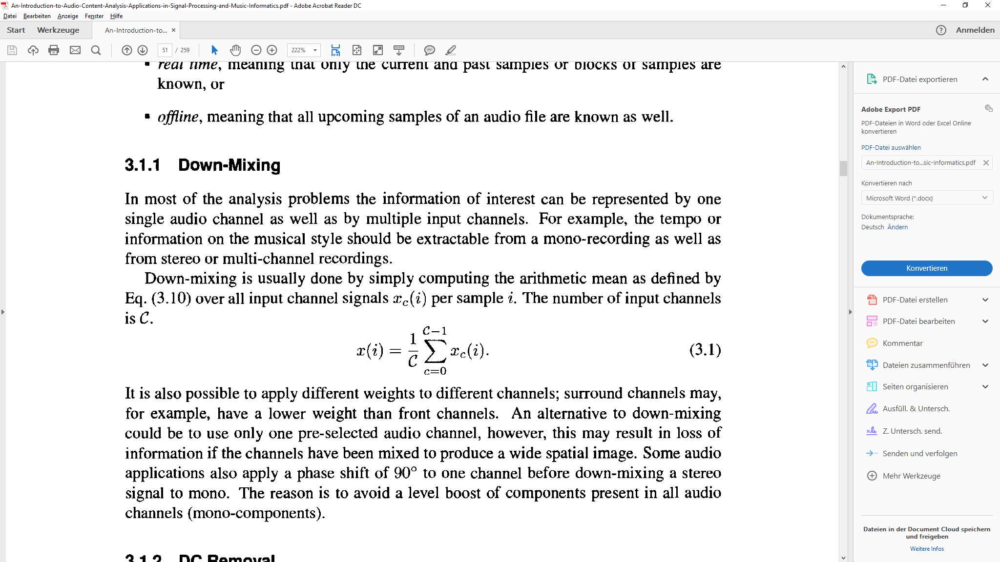 An-Introduction-to-Audio-Content-Analysis-Applications-in-Signal-Processing-and-Music-Informatics.pdf - Adobe Acrobat Reader DC
Datei Bearbeiten Anzeige Fenster Hilfe
Start Werkzeuge An-Introduction-to... × ? Anmelden
51 / 259 222%
▪ real time, meaning that only the current and past samples or blocks of samples are
known, or
▪ offline, meaning that all upcoming samples of an audio file are known as well.
3.1.1 Down-Mixing
In most of the analysis problems the information of interest can be represented by one
single audio channel as well as by multiple input channels. For example, the tempo or
information on the musical style should be extractable from a mono-recording as well as
from stereo or multi-channel recordings.
Down-mixing is usually done by simply computing the arithmetic mean as defined by
Eq. (3.10) over all input channel signals x_c(i) per sample i. The number of input channels
is C.
x(i) = \frac{1}{\mathcal{C}} \sum_{c=0}^{\mathcal{C}-1} x_c(i). (3.1)
It is also possible to apply different weights to different channels; surround channels may,
for example, have a lower weight than front channels. An alternative to down-mixing
could be to use only one pre-selected audio channel, however, this may result in loss of
information if the channels have been mixed to produce a wide spatial image. Some audio
applications also apply a phase shift of 90° to one channel before down-mixing a stereo
signal to mono. The reason is to avoid a level boost of components present in all audio
channels (mono-components).
3.1.2 DC Removal
PDF-Datei exportieren
Adobe Export PDF
PDF-Dateien in Word oder Excel Online
konvertieren
PDF-Datei auswählen
An-Introduction-to...sic-Informatics.pdf
Konvertieren nach
Microsoft Word (*.docx)
Dokumentsprache:
Deutsch Ändern
Konvertieren
PDF-Datei erstellen
PDF-Datei bearbeiten
Kommentar
Dateien zusammenführen
Seiten organisieren
Ausfüll. & Untersch.
Z. Untersch. send.
Senden und verfolgen
Mehr Werkzeuge
Dateien in der Document Cloud speichern
und freigeben
Weitere Infos